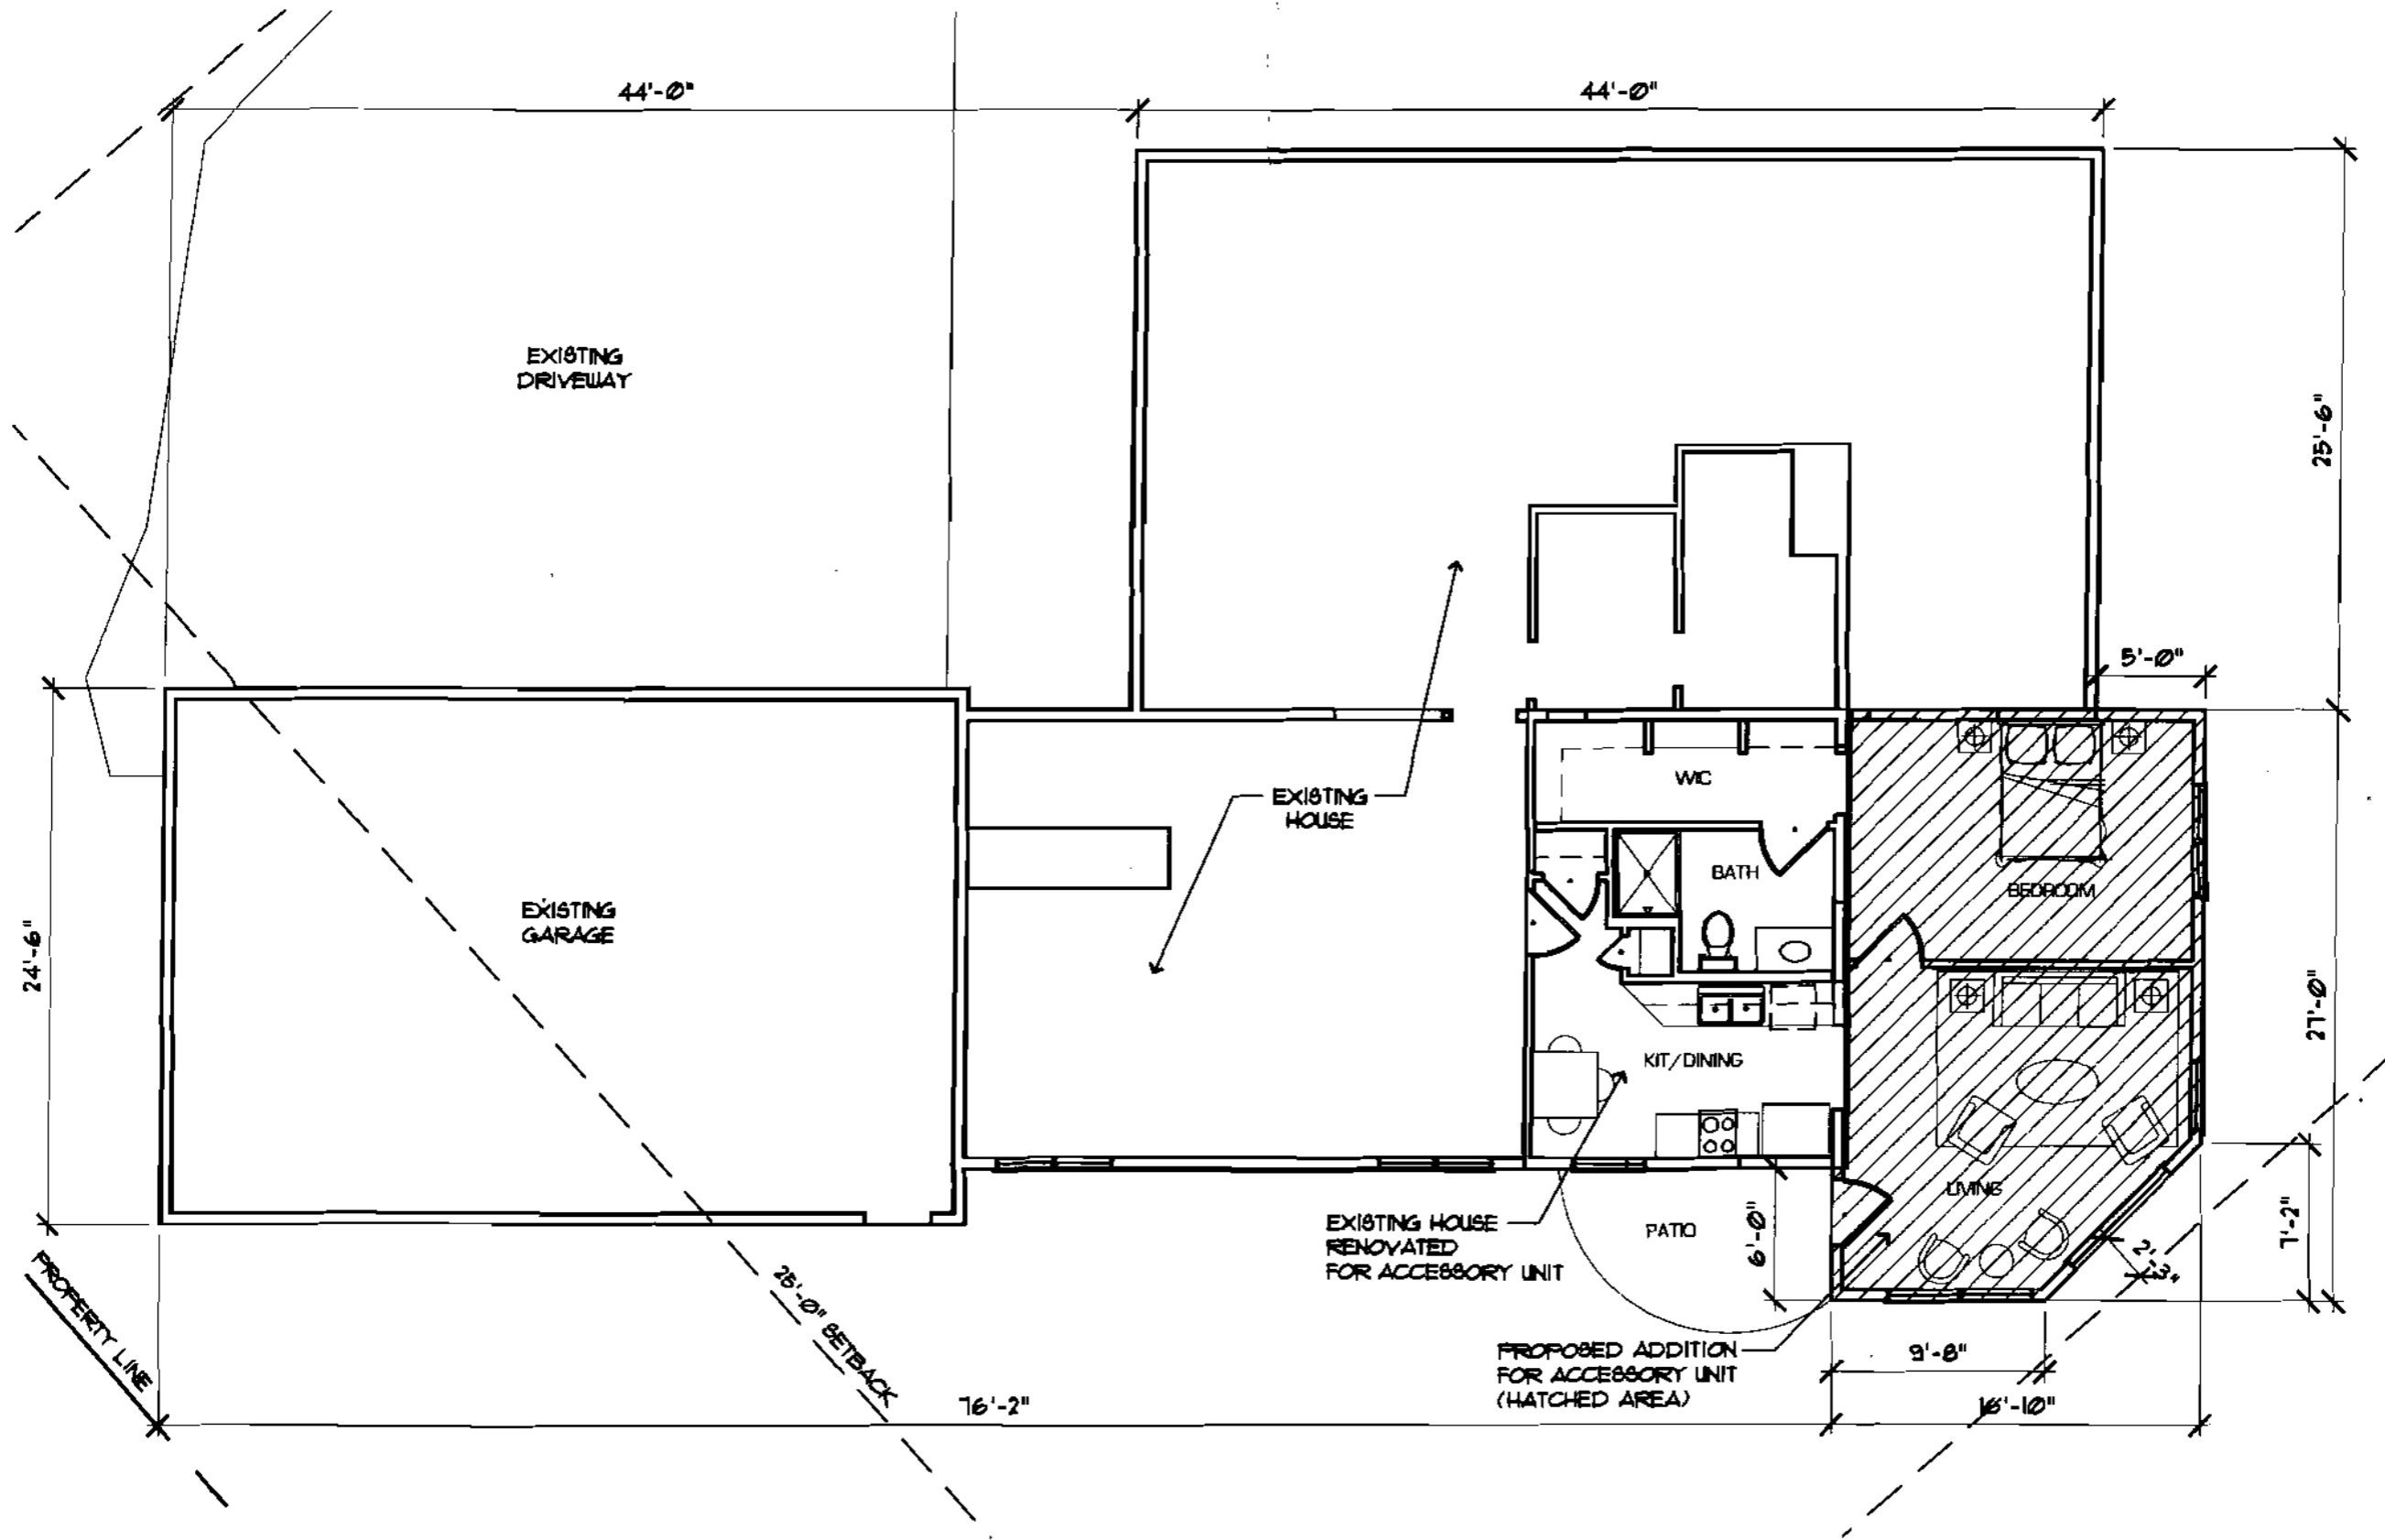 44'-0"
44'-0"
EXISTING
DRIVEWAY
25'-6"
5'-0"
WIC
EXISTING
HOUSE
BATH
BEDROOM
EXISTING
GARAGE
24'-6"
27'-0"
KIT/DINING
LIVING
EXISTING HOUSE
RENOVATED
FOR ACCESSORY UNIT
PATIO
6'-0"
7'-2"
2'-3"
PROPERTY LINE
25'-0" SETBACK
PROPOSED ADDITION
FOR ACCESSORY UNIT
(HATCHED AREA)
9'-8"
76'-2"
16'-10"